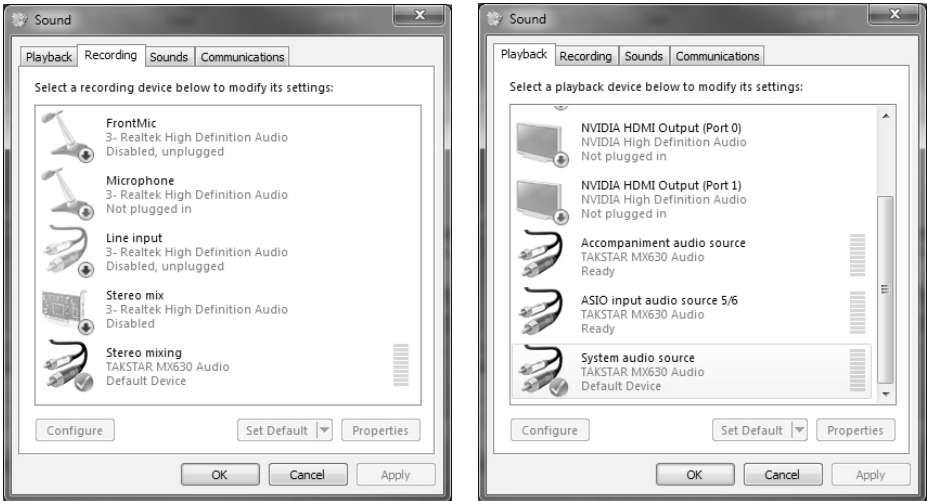 Sound
Playback Recording Sounds Communications
Select a recording device below to modify its settings:
FrontMic
3- Realtek High Definition Audio
Disabled, unplugged
Microphone
3- Realtek High Definition Audio
Not plugged in
Line input
3- Realtek High Definition Audio
Disabled, unplugged
Stereo mix
3- Realtek High Definition Audio
Disabled
Stereo mixing
TAKSTAR MX630 Audio
Default Device
Configure Set Default Properties
OK Cancel Apply
Sound
Playback Recording Sounds Communications
Select a playback device below to modify its settings:
NVIDIA HDMI Output (Port 0)
NVIDIA High Definition Audio
Not plugged in
NVIDIA HDMI Output (Port 1)
NVIDIA High Definition Audio
Not plugged in
Accompaniment audio source
TAKSTAR MX630 Audio
Ready
ASIO input audio source 5/6
TAKSTAR MX630 Audio
Ready
System audio source
TAKSTAR MX630 Audio
Default Device
Configure Set Default Properties
OK Cancel Apply